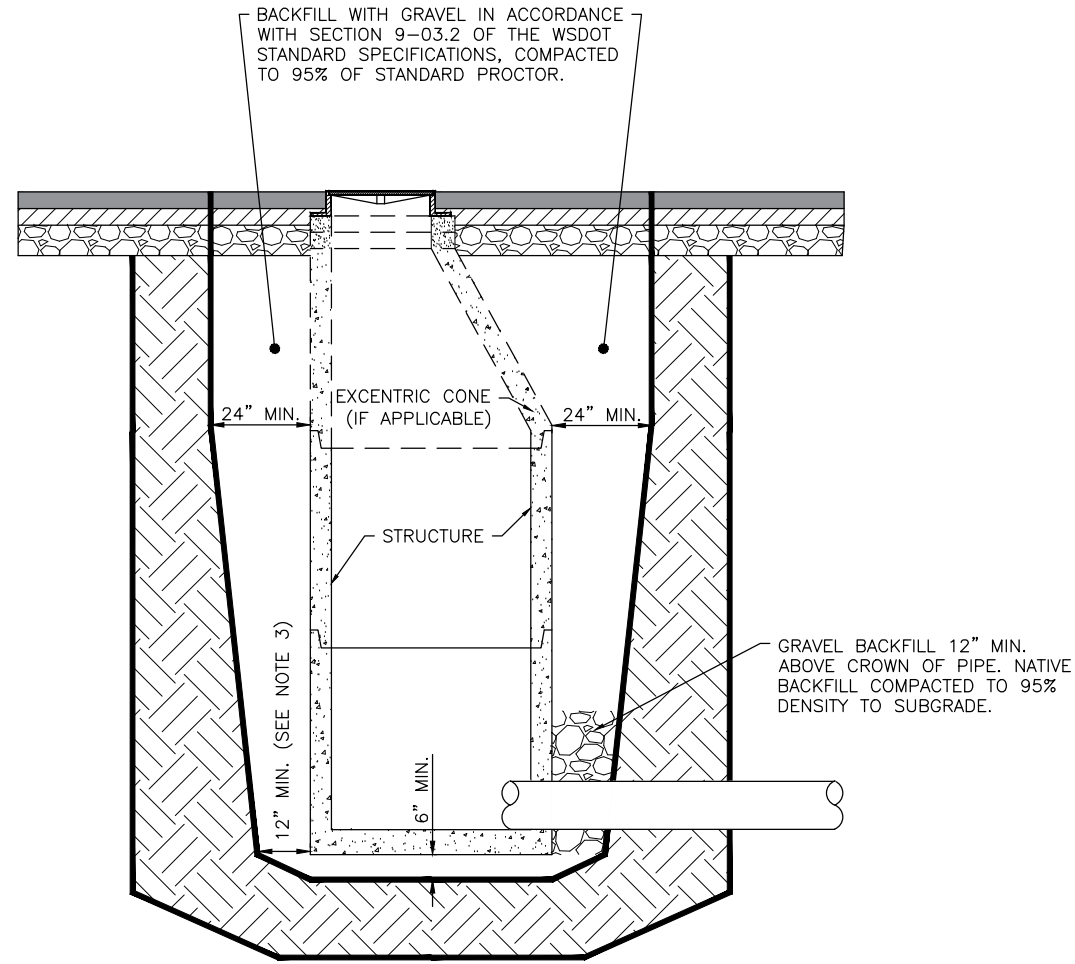 BACKFILL WITH GRAVEL IN ACCORDANCE
WITH SECTION 9-03.2 OF THE WSDOT
STANDARD SPECIFICATIONS, COMPACTED
TO 95% OF STANDARD PROCTOR.
EXCENTRIC CONE
(IF APPLICABLE)
24" MIN.
24" MIN.
STRUCTURE
12" MIN. (SEE NOTE 3)
GRAVEL BACKFILL 12" MIN.
ABOVE CROWN OF PIPE. NATIVE
BACKFILL COMPACTED TO 95%
DENSITY TO SUBGRADE.
6" MIN.